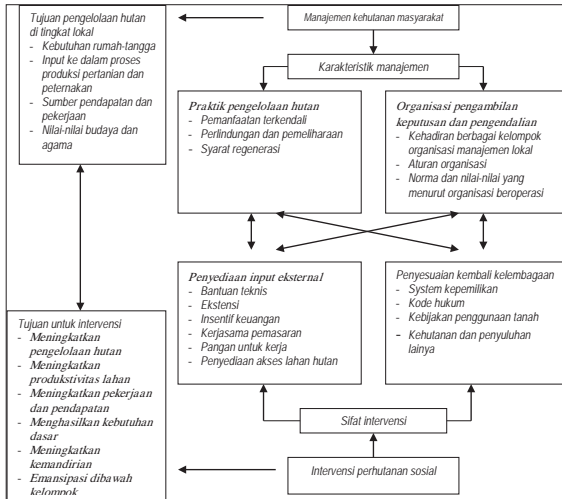 Tujuan pengelolaan hutan
di tingkat lokal
- Kebutuhan rumah-tangga
- Input ke dalam proses
produksi pertanian dan
peternakan
- Sumber pendapatan dan
pekerjaan
- Nilai-nilai budaya dan
agama
Manajemen kehutanan masyarakat
Karakteristik manajemen
Praktik pengelolaan hutan
- Pemanfaatan terkendali
- Perlindungan dan pemeliharaan
- Syarat regenerasi
Organisasi pengambilan
keputusan dan pengendalian
- Kehadiran berbagai kelompok
organisasi manajemen lokal
- Aturan organisasi
- Norma dan nilai-nilai yang
menurut organisasi beroperasi
Penyediaan input eksternal
- Bantuan teknis
- Ekstensi
- Insentif keuangan
- Kerjasama pemasaran
- Pangan untuk kerja
- Penyediaan akses lahan hutan
Penyesuaian kembali kelembagaan
- System kepemilikan
- Kode hukum
- Kebijakan penggunaan tanah
- Kehutanan dan penyuluhan
lainya
Tujuan untuk intervensi
- Meningkatkan
pengelolaan hutan
- Meningkatkan
produkstivitas lahan
- Meningkatkan pekerjaan
dan pendapatan
- Menghasilkan kebutuhan
dasar
- Meningkatkan
kemandirian
- Emansipasi dibawah
kelompok
Sifat intervensi
Intervensi perhutanan sosial